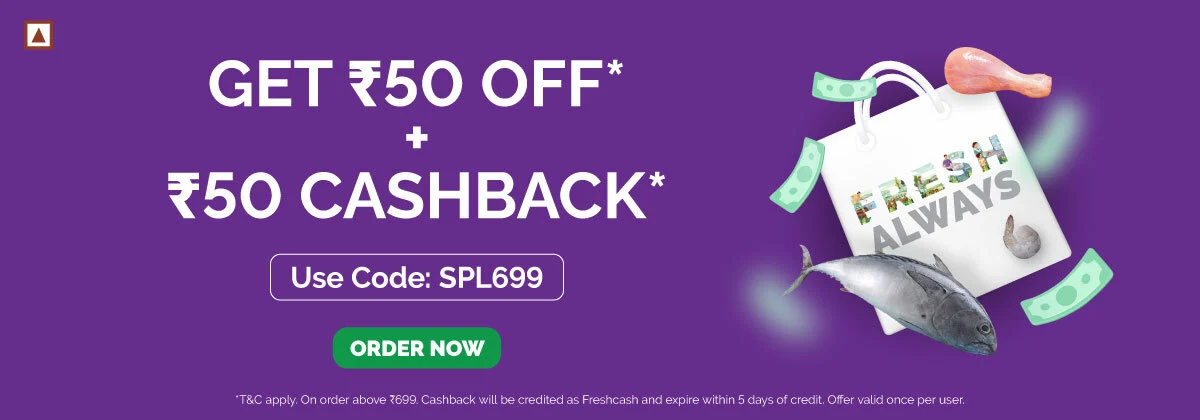 GET ₹50 OFF*
+
₹50 CASHBACK*
Use Code: SPL699
ORDER NOW
FRESH
ALWAYS
*T&C apply. On order above ₹699. Cashback will be credited as Freshcash and expire within 5 days of credit. Offer valid once per user.